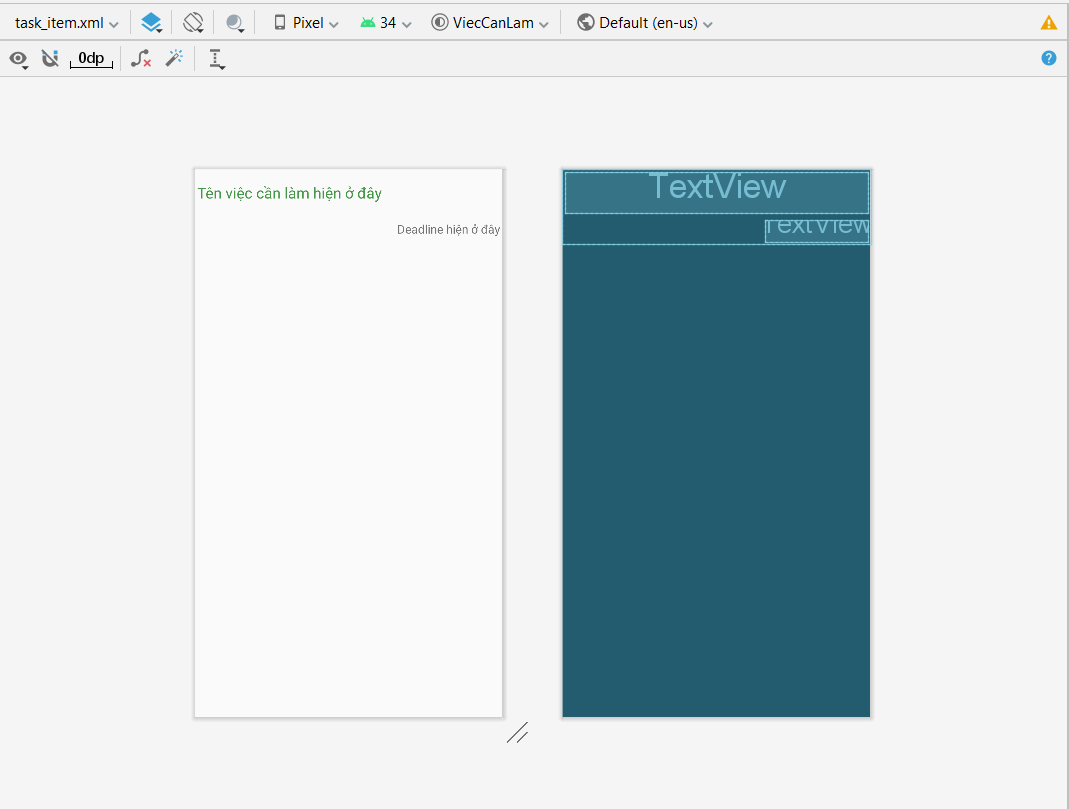 task_item.xml Pixel 34 ViecCanLam Default (en-us)
0dp
?
Tên việc cần làm hiện ở đây
Deadline hiện ở đây
TextView
TextView